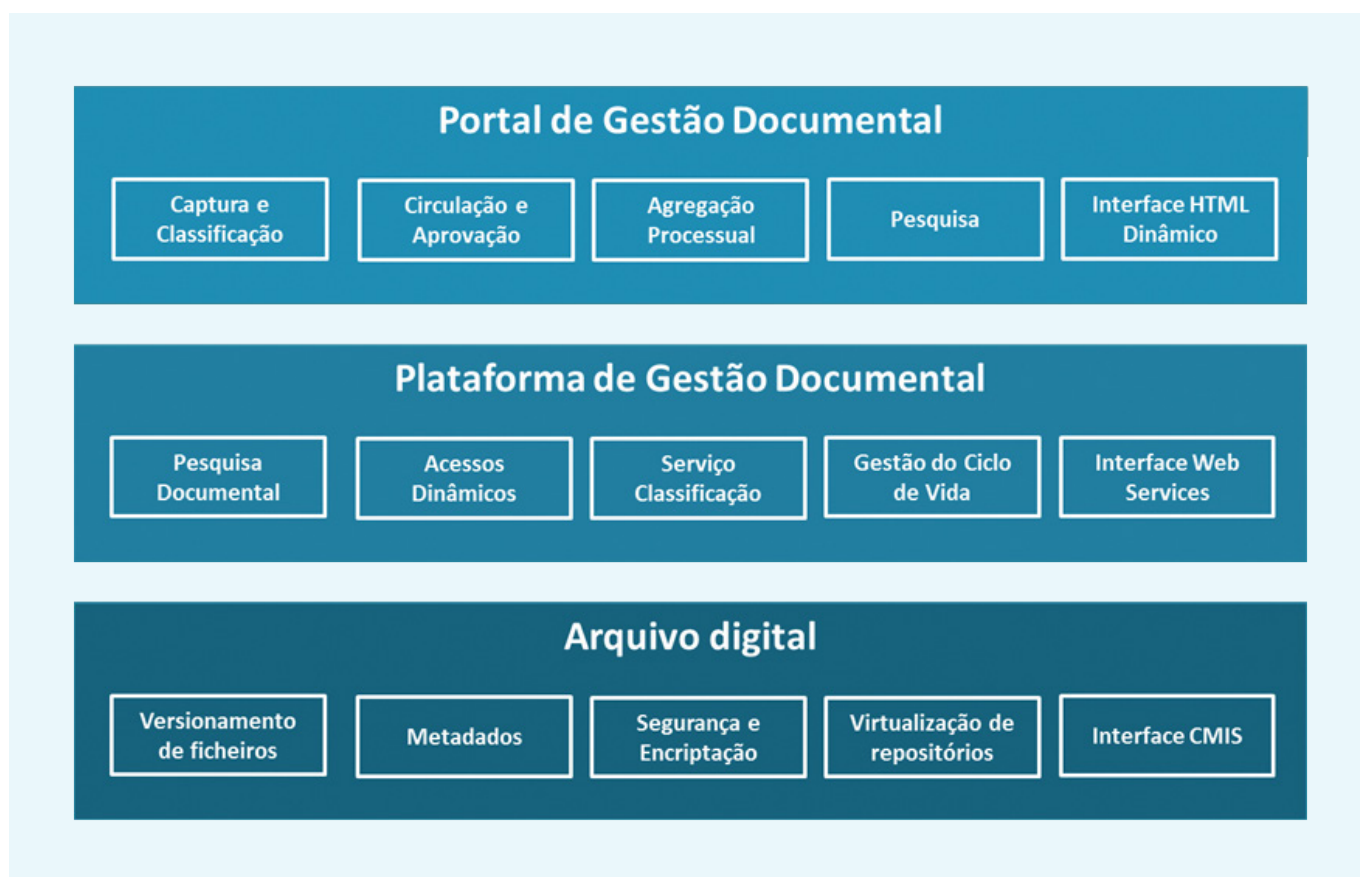 Portal de Gestão Documental
Captura e
Classificação
Circulação e
Aprovação
Agregação
Processual
Pesquisa
Interface HTML
Dinâmico
Plataforma de Gestão Documental
Pesquisa
Documental
Acessos
Dinâmicos
Serviço
Classificação
Gestão do Ciclo
de Vida
Interface Web
Services
Arquivo digital
Versionamento
de ficheiros
Metadados
Segurança e
Encriptação
Virtualização de
repositórios
Interface CMIS